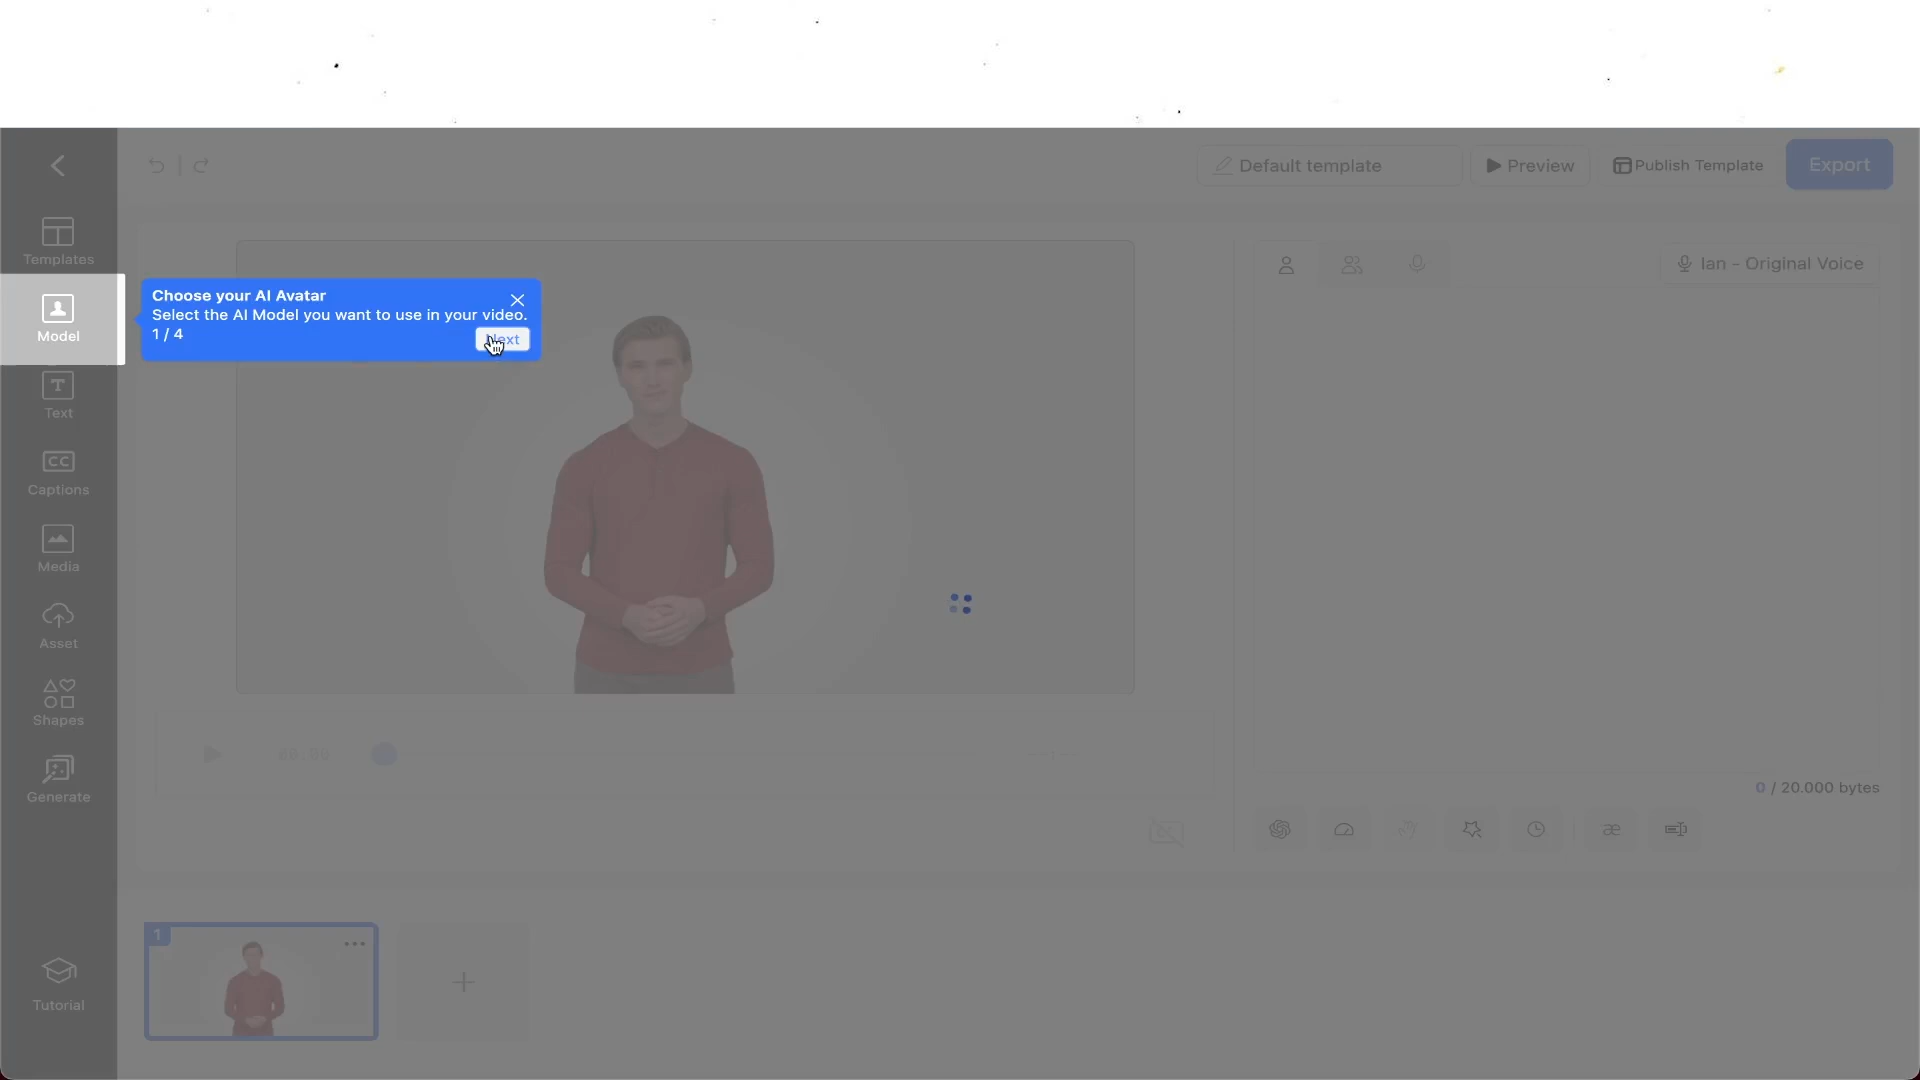 Default template
Preview
Publish Template
Export
Templates
Ian - Original Voice
Choose your AI Avatar
Select the AI Model you want to use in your video.
1 / 4
Next
Model
Text
Captions
Media
Asset
Shapes
00:00
--:--
0 / 20.000 bytes
Generate
1
Tutorial